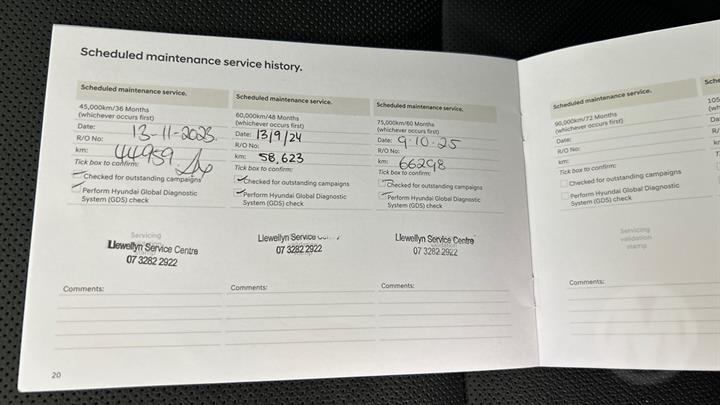 Scheduled maintenance service history.
Scheduled maintenance service.
45,000km/36 Months
(whichever occurs first)
Date: 13-11-2023
R/O No:
km: 44959
Tick box to confirm:
Checked for outstanding campaigns
Perform Hyundai Global Diagnostic
System (GDS) check
Servicing
Llewellyn Service Centre
07 3282 2922
Comments:
20
Scheduled maintenance service.
60,000km/48 Months
(whichever occurs first)
Date: 13/9/24
R/O No:
km: 58,623
Tick box to confirm:
Checked for outstanding campaigns
Perform Hyundai Global Diagnostic
System (GDS) check
Llewellyn Service
07 3282 2922
Comments:
Scheduled maintenance service.
75,000km/60 Months
(whichever occurs first)
Date: 9-10-25
R/O No:
km: 66298
Tick box to confirm:
Checked for outstanding campaigns
Perform Hyundai Global Diagnostic
System (GDS) check
Llewellyn Service Centre
07 3282 2922
Comments:
Scheduled maintenance service.
90,000km/72 Months
(whichever occurs first)
Date:
R/O No:
km:
Tick box to confirm:
Checked for outstanding campaigns
Perform Hyundai Global Diagnostic
System (GDS) check
Servicing
validation
stamp
Comments:
Sche
105
(wh
Da
R/